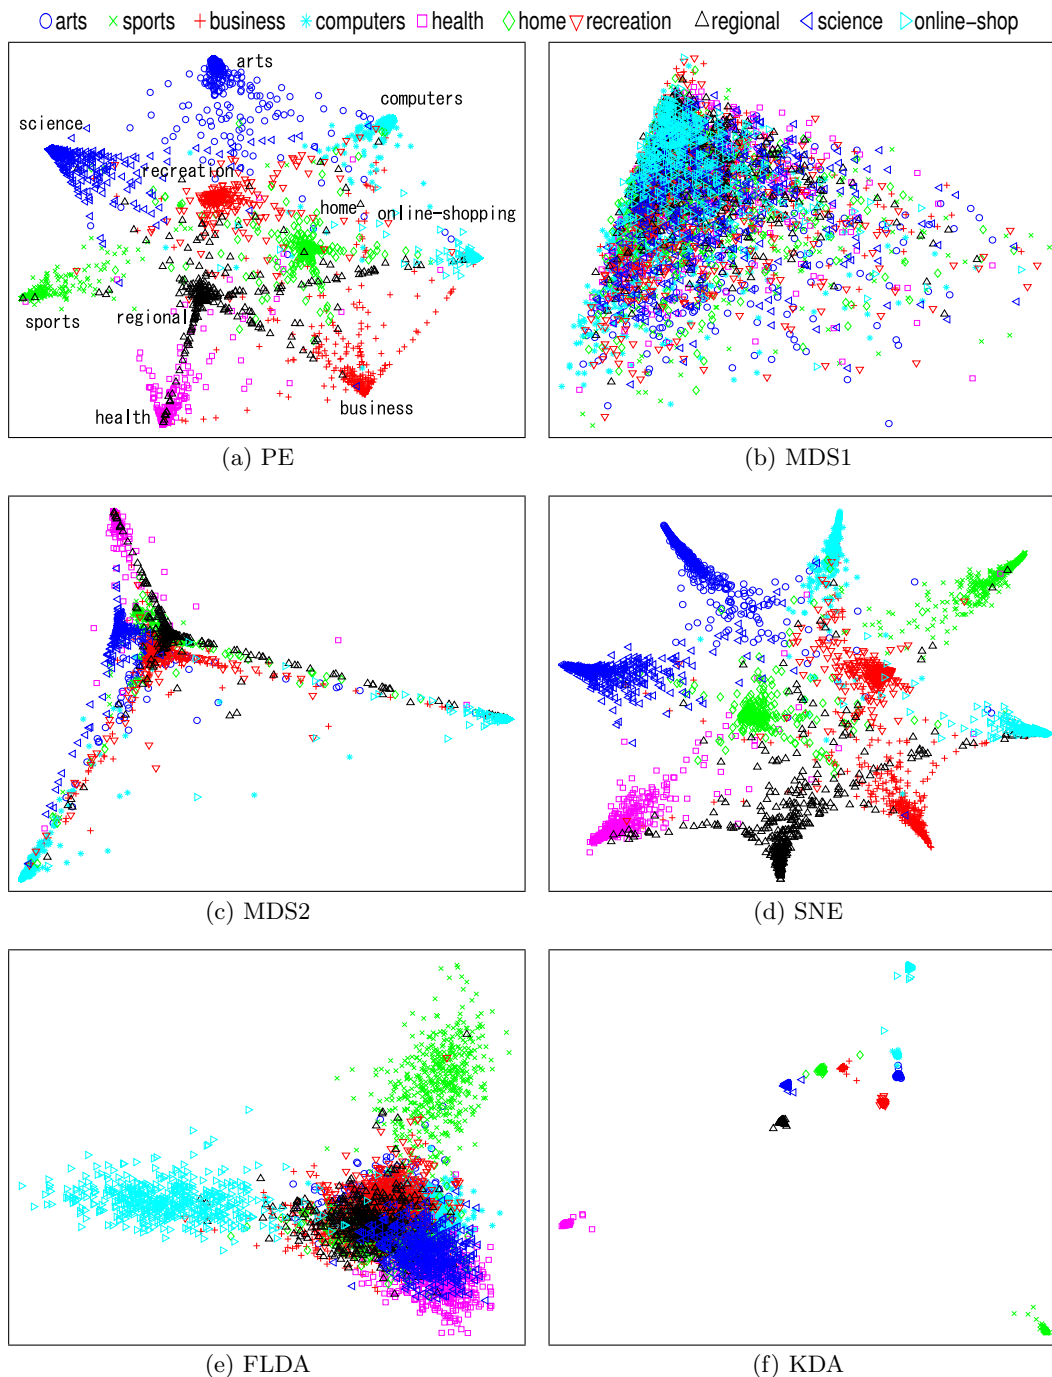 arts sports business computers health home recreation regional science online-shop
arts
computers
science
recreation
home
online-shopping
sports
regional
health
business
(a) PE
(b) MDS1
(c) MDS2
(d) SNE
(e) FLDA
(f) KDA